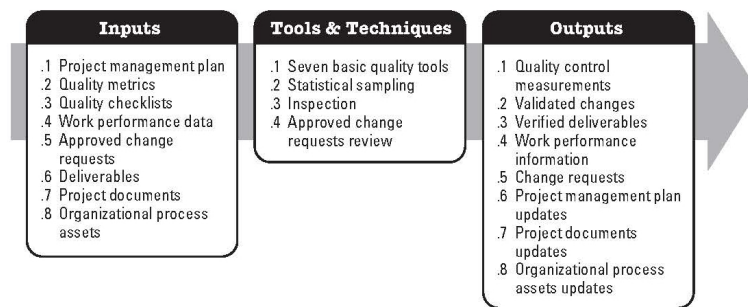 Inputs
.1 Project management plan
.2 Quality metrics
.3 Quality checklists
.4 Work performance data
.5 Approved change
requests
.6 Deliverables
.7 Project documents
.8 Organizational process
assets
Tools & Techniques
.1 Seven basic quality tools
.2 Statistical sampling
.3 Inspection
.4 Approved change
requests review
Outputs
.1 Quality control
measurements
.2 Validated changes
.3 Verified deliverables
.4 Work performance
information
.5 Change requests
.6 Project management plan
updates
.7 Project documents
updates
.8 Organizational process
assets updates